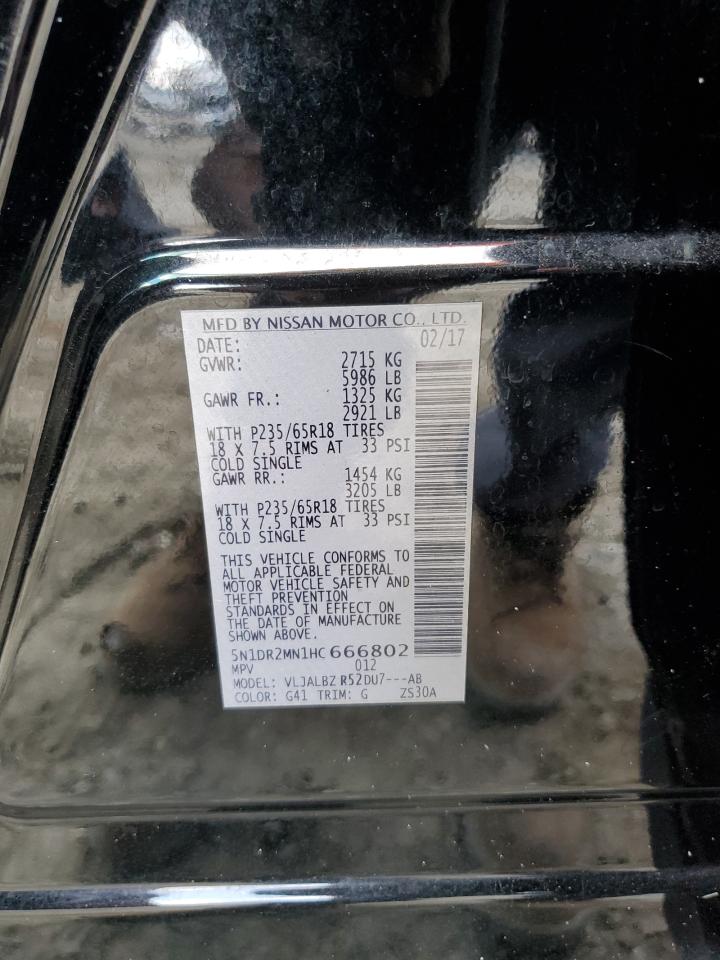 MFD BY NISSAN MOTOR CO., LTD.
DATE: 02/17
GVWR: 2715 KG
5986 LB
GAWR FR.: 1325 KG
2921 LB
WITH P235/65R18 TIRES
18 X 7.5 RIMS AT 33 PSI
COLD SINGLE
GAWR RR.: 1454 KG
3205 LB
WITH P235/65R18 TIRES
18 X 7.5 RIMS AT 33 PSI
COLD SINGLE
THIS VEHICLE CONFORMS TO
ALL APPLICABLE FEDERAL
MOTOR VEHICLE SAFETY AND
THEFT PREVENTION
STANDARDS IN EFFECT ON
THE DATE OF MANUFACTURE
SHOWN ABOVE.
5N1DR2MN1HC 666802
MPV 012
MODEL: VLJALBZ R52DU7---AB
COLOR: G41 TRIM: G ZS30A